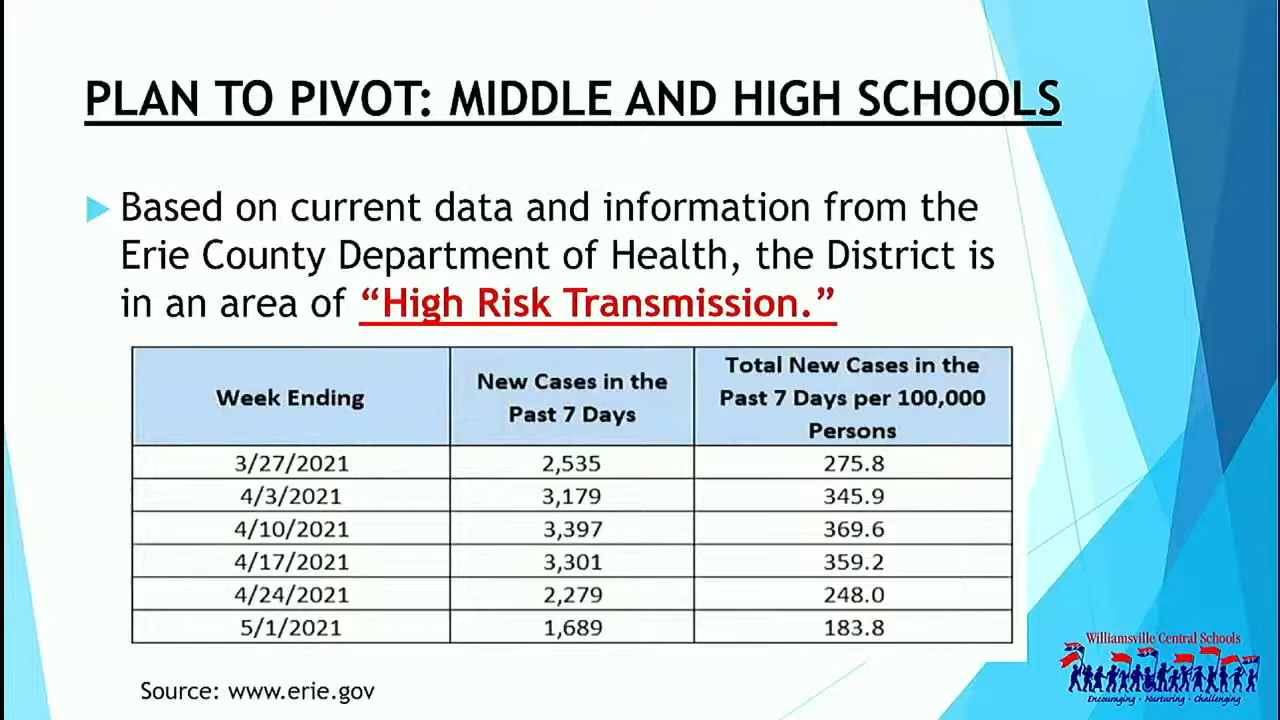 PLAN TO PIVOT: MIDDLE AND HIGH SCHOOLS
Based on current data and information from the
Erie County Department of Health, the District is
in an area of “High Risk Transmission.”
Week Ending
New Cases in the
Past 7 Days
Total New Cases in the
Past 7 Days per 100,000
Persons
3/27/2021 2,535 275.8
4/3/2021 3,179 345.9
4/10/2021 3,397 369.6
4/17/2021 3,301 359.2
4/24/2021 2,279 248.0
5/1/2021 1,689 183.8
Source: www.erie.gov
Williamsville Central Schools
Encouraging • Nurturing • Challenging